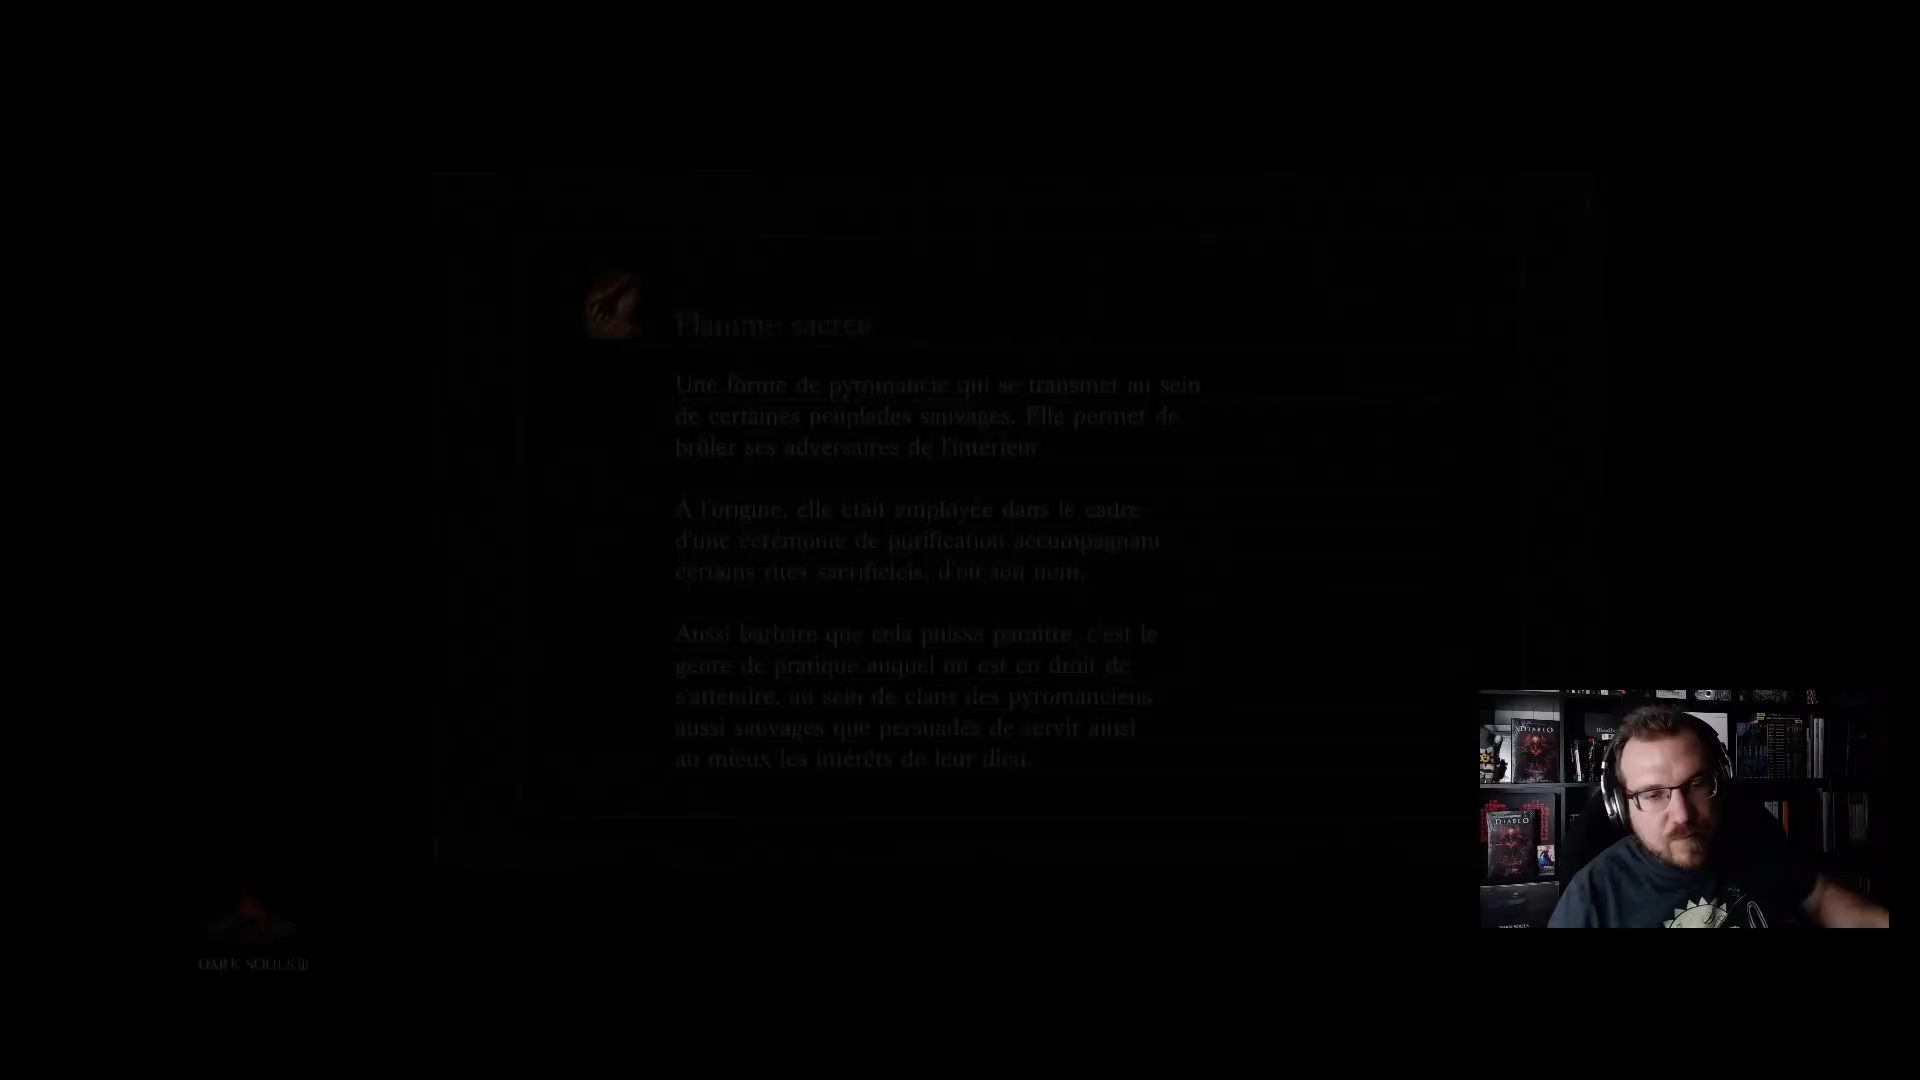 Flamme sacrée
Une forme de pyromancie qui se transmet au sein
de certaines peuplades sauvages. Elle permet de
brûler ses adversaires de l'intérieur
À l'origine, elle était employée dans le cadre
d'une cérémonie de purification accompagnant
certains rites sacrificiels, d'où son nom.
Aussi barbare que cela puisse paraître, c'est le
genre de pratique auquel on est en droit de
s'attendre, au sein de clans des pyromanciens
aussi sauvages que persuadés de servir ainsi
au mieux les intérêts de leur dieu.
DARK SOULS III
DIABLO
DIABLO